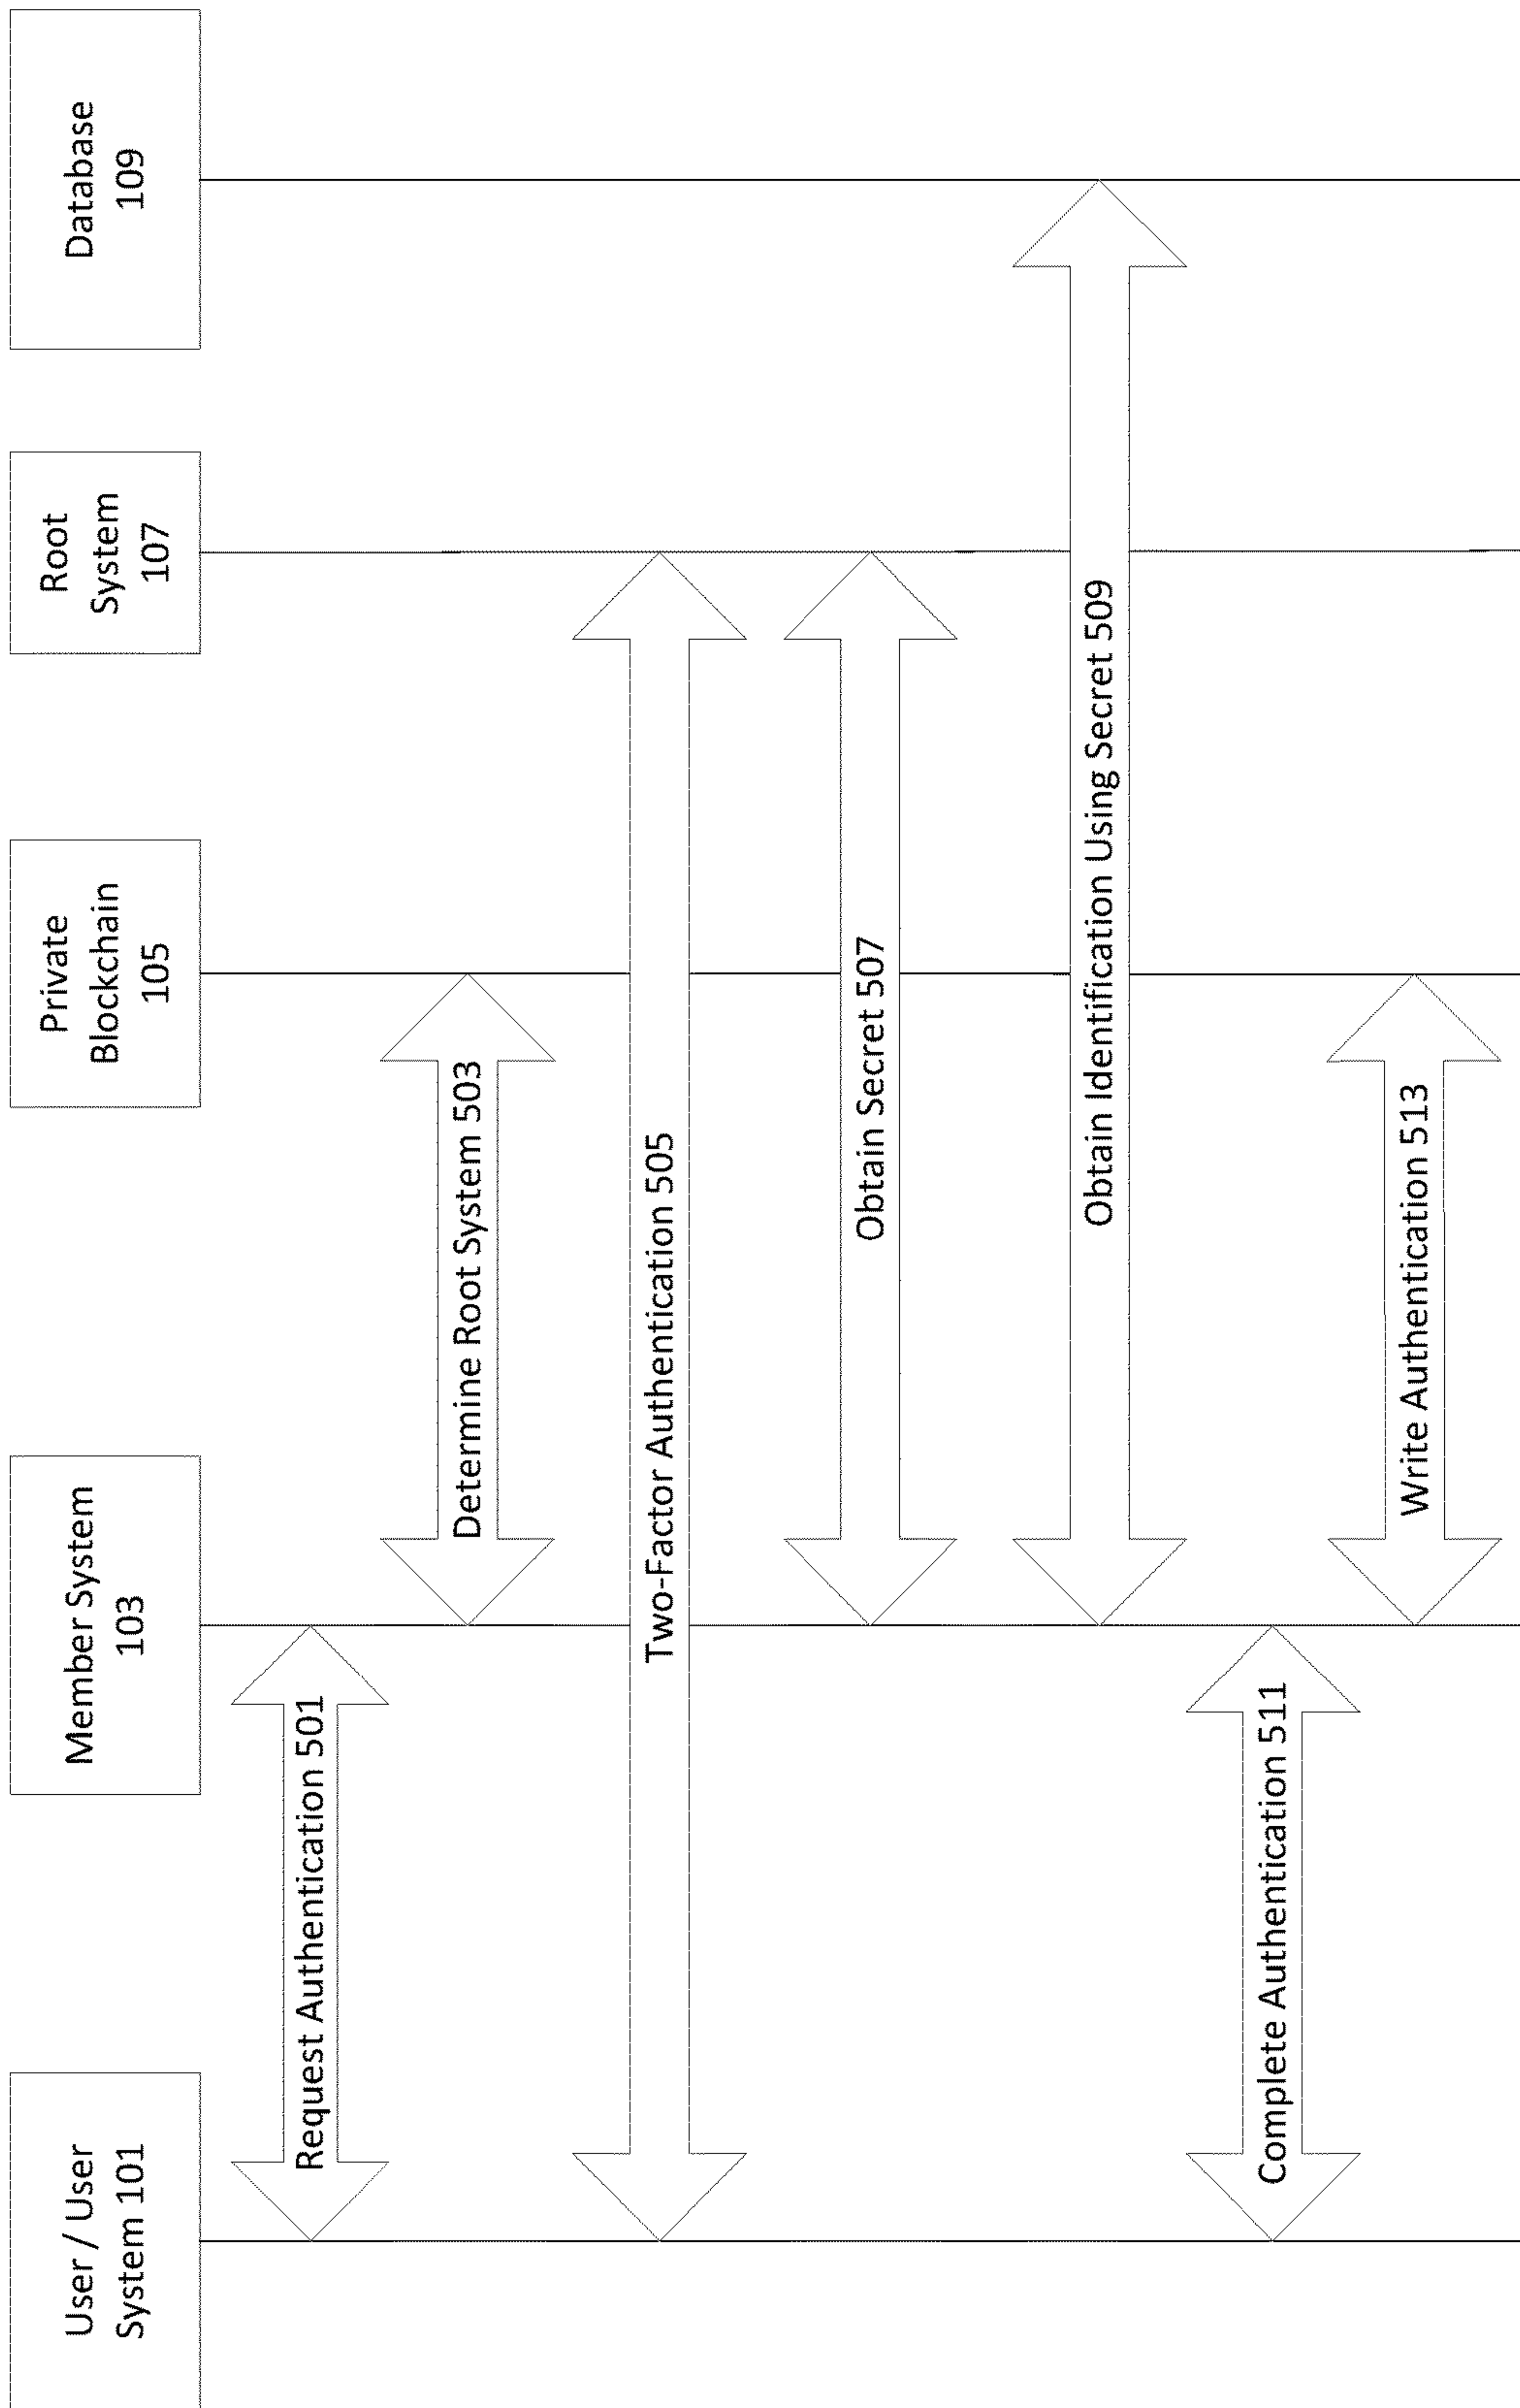 User / User
System 101
Member System
103
Private
Blockchain
105
Root
System
107
Database
109
Request Authentication 501
Determine Root System 503
Two-Factor Authentication 505
Obtain Secret 507
Obtain Identification Using Secret 509
Complete Authentication 511
Write Authentication 513